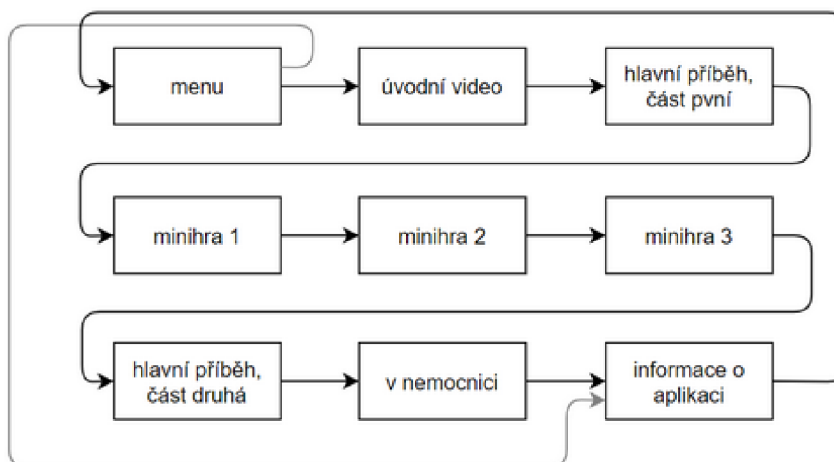 menu
úvodní video
hlavní příběh,
část pvní
minihra 1
minihra 2
minihra 3
hlavní příběh,
část druhá
v nemocnici
informace o
aplikaci